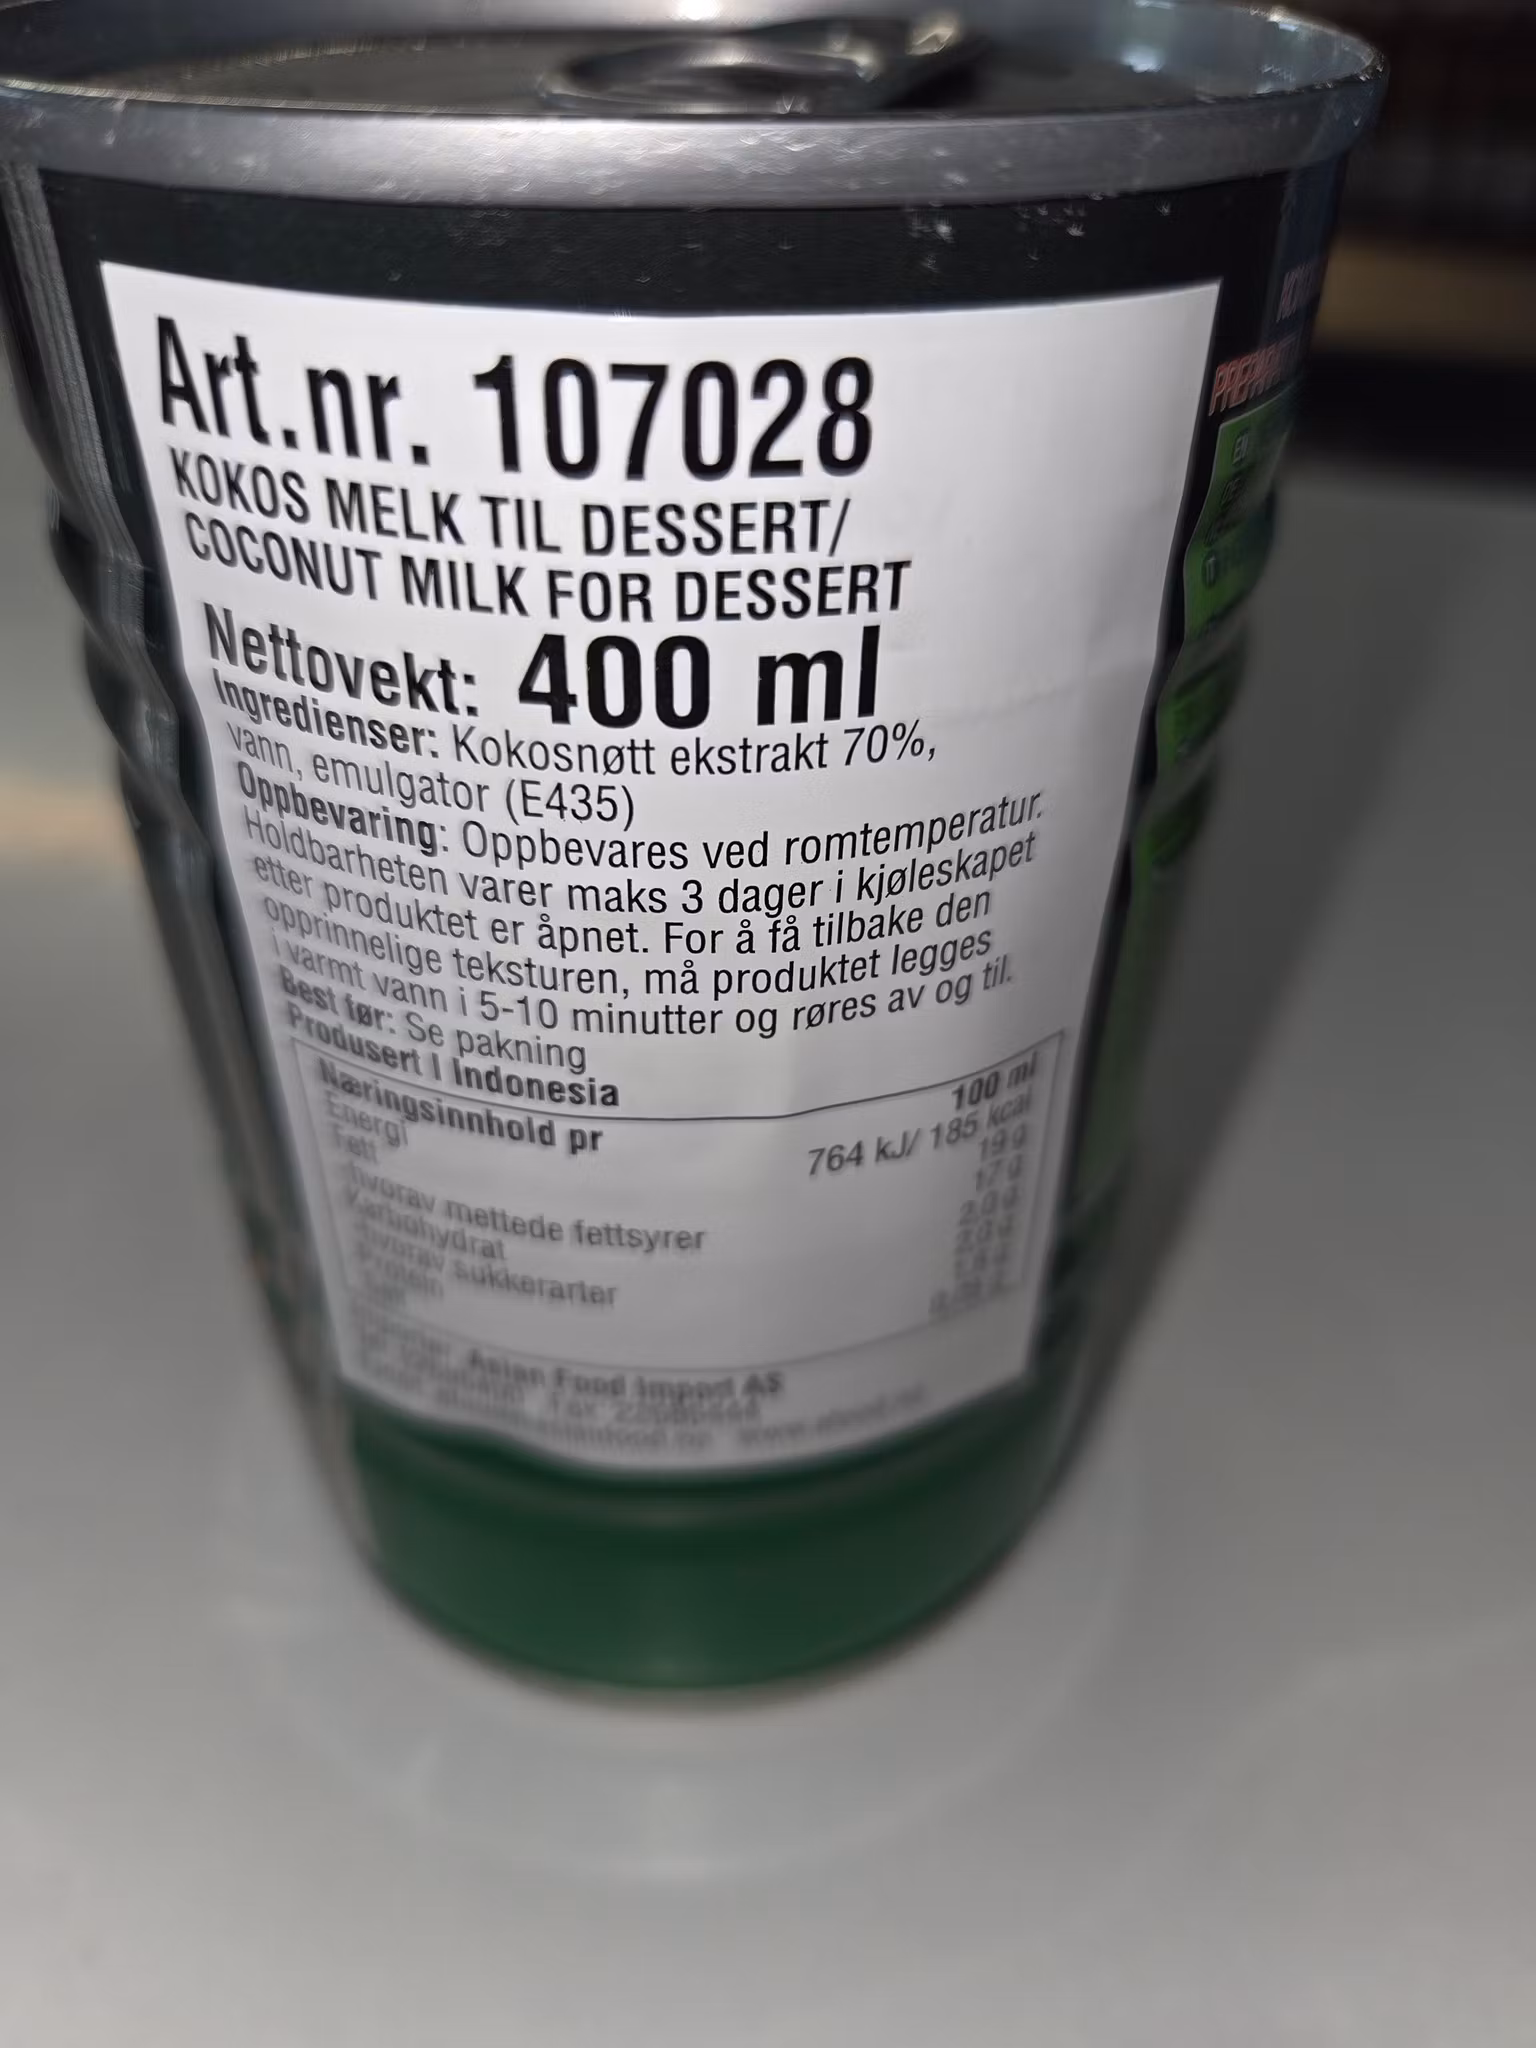 Art.nr. 107028
KOKOS MELK TIL DESSERT/
COCONUT MILK FOR DESSERT
Nettovekt: 400 ml
Ingredienser: Kokosnøtt ekstrakt 70%,
vann, emulgator (E435)
Oppbevaring: Oppbevares ved romtemperatur.
Holdbarheten varer maks 3 dager i kjøleskapet
etter produktet er åpnet. For å få tilbake den
opprinnelige teksturen, må produktet legges
i varmt vann i 5-10 minutter og røres av og til.
Best før: Se pakning
Produsert I Indonesia
Næringsinnhold pr 100 ml
Energi 764 kJ/ 185 kcal
Fett 19 g
hvorav mettede fettsyrer 17 g
Karbohydrat
hvorav sukkerarter
Protein
Asian Food Import AS